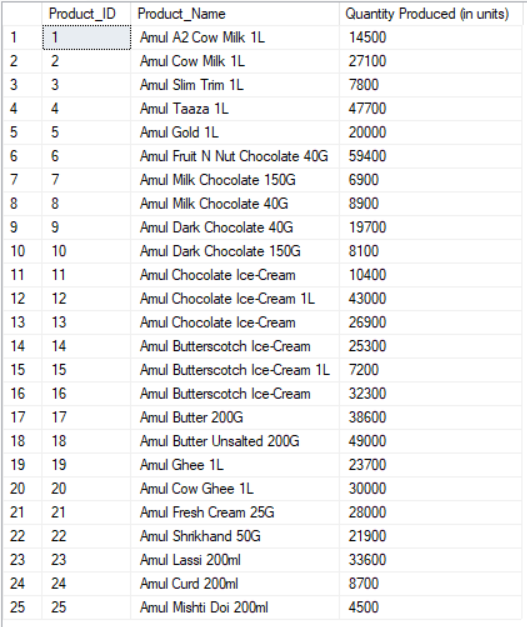 Product_ID Product_Name Quantity Produced (in units)
1 1 Amul A2 Cow Milk 1L 14500
2 2 Amul Cow Milk 1L 27100
3 3 Amul Slim Trim 1L 7800
4 4 Amul Taaza 1L 47700
5 5 Amul Gold 1L 20000
6 6 Amul Fruit N Nut Chocolate 40G 59400
7 7 Amul Milk Chocolate 150G 6900
8 8 Amul Milk Chocolate 40G 8900
9 9 Amul Dark Chocolate 40G 19700
10 10 Amul Dark Chocolate 150G 8100
11 11 Amul Chocolate Ice-Cream 10400
12 12 Amul Chocolate Ice-Cream 1L 43000
13 13 Amul Chocolate Ice-Cream 26900
14 14 Amul Butterscotch Ice-Cream 25300
15 15 Amul Butterscotch Ice-Cream 1L 7200
16 16 Amul Butterscotch Ice-Cream 32300
17 17 Amul Butter 200G 38600
18 18 Amul Butter Unsalted 200G 49000
19 19 Amul Ghee 1L 23700
20 20 Amul Cow Ghee 1L 30000
21 21 Amul Fresh Cream 25G 28000
22 22 Amul Shrikhand 50G 21900
23 23 Amul Lassi 200ml 33600
24 24 Amul Curd 200ml 8700
25 25 Amul Mishti Doi 200ml 4500